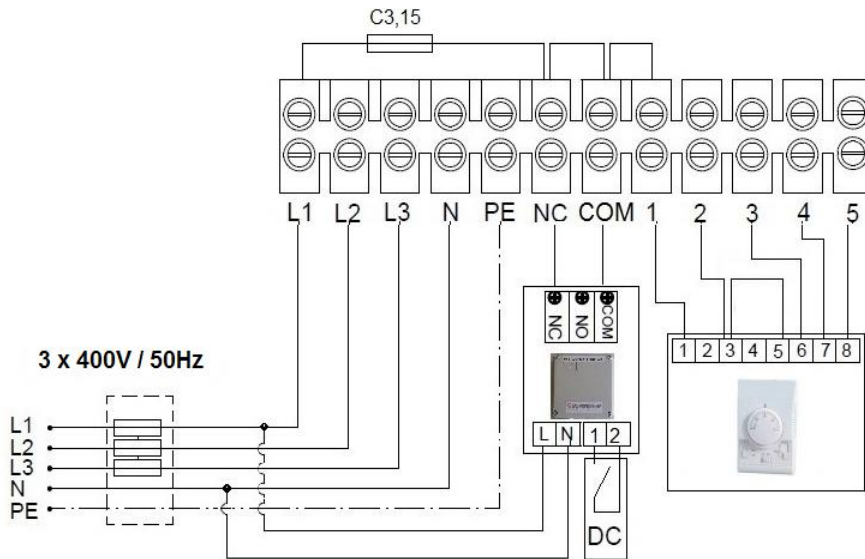 C3,15
L1 L2 L3 N PE NC COM 1 2 3 4 5
NC NO COM
1 2 3 4 5 6 7 8
3 x 400V / 50Hz
L1
L2
L3
N
PE
L N 1 2
DC